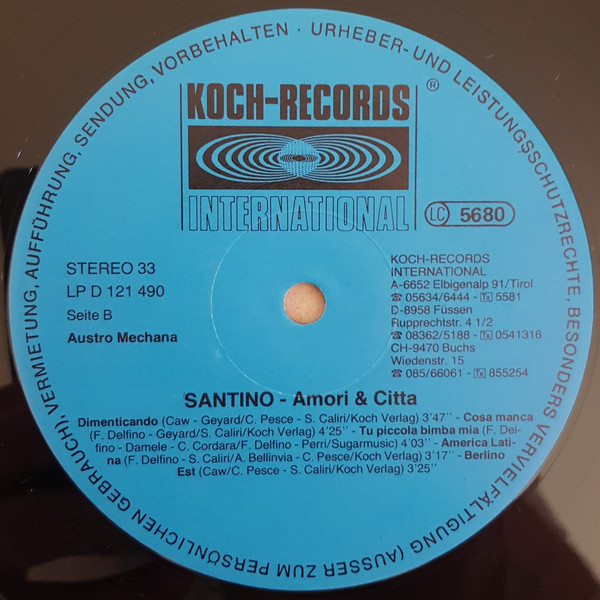 URHEBER- UND LEISTUNGSSCHUTZRECHTE, BESONDERS VERVIELFÄLTIGUNG (AUSSER ZUM PERSÖNLICHEN GEBRAUCH), VERMIETUNG, AUFFÜHRUNG, SENDUNG, VORBEHALTEN ·
KOCH-RECORDS
®
INTERNATIONAL
LC 5680
STEREO 33
LP D 121 490
Seite B
Austro Mechana
KOCH-RECORDS
INTERNATIONAL
A-6652 Elbigenalp 91/Tirol
☎ 05634/6444 - Tx 5581
D-8958 Füssen
Rupprechtstr. 4 1/2
☎ 08362/5188 - Tx 0541316
CH-9470 Buchs
Wiedenstr. 15
☎ 085/66061 - Tx 855254
SANTINO - Amori & Citta
Dimenticando (Caw - Geyard/C. Pesce - S. Caliri/Koch Verlag) 3'47'' - Cosa manca
(F. Delfino - Geyard/S. Caliri/Koch Verlag) 4'25'' - Tu piccola bimba mia (F. Del-
fino - Damele - C. Cordara/F. Delfino - Perri/Sugarmusic) 4'03'' - America Lati-
na (F. Delfino - S. Caliri/A. Bellinvia - C. Pesce/Koch Verlag) 3'17'' - Berlino
Est (Caw/C. Pesce - S. Caliri/Koch Verlag) 3'25''